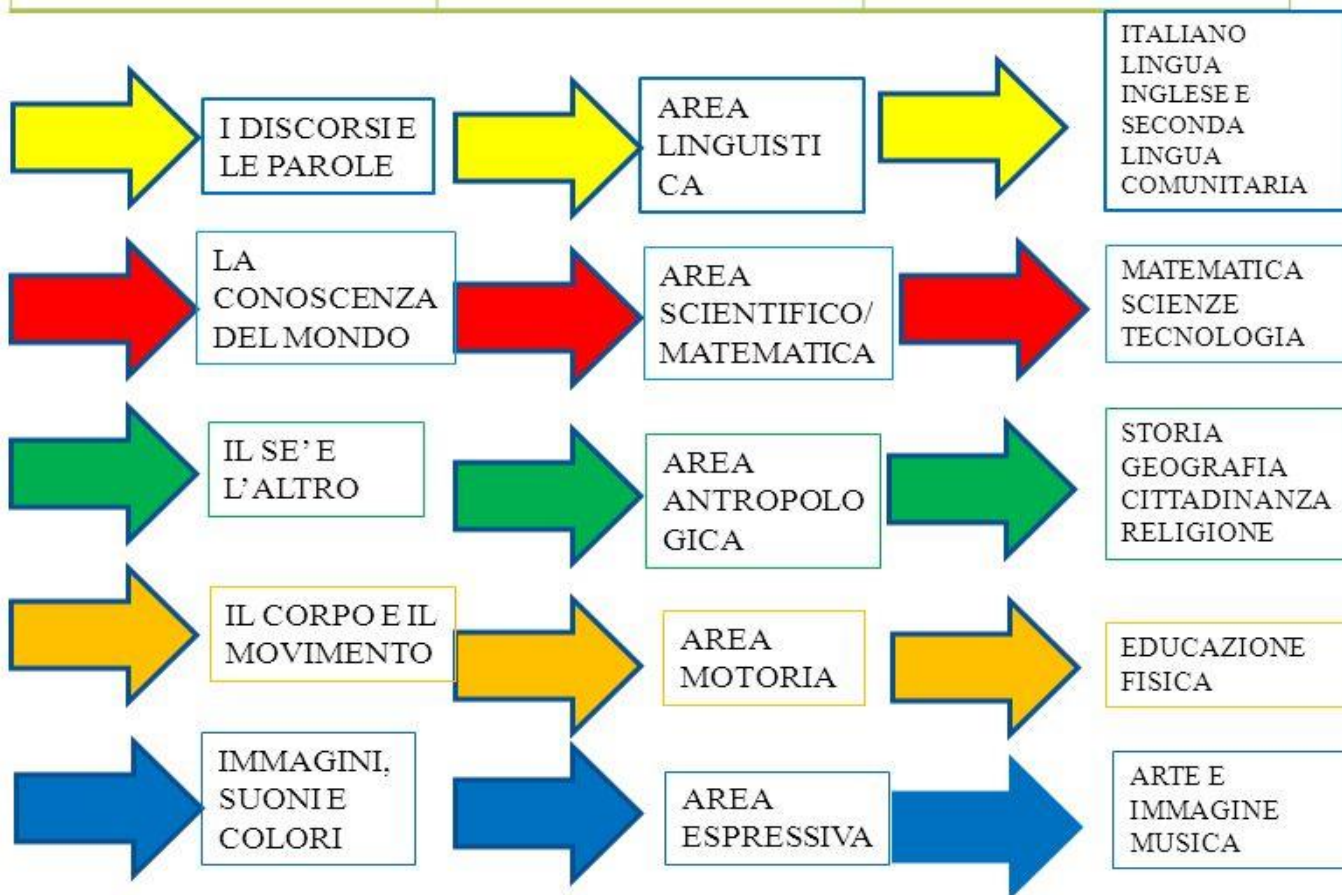 I DISCORSI E
LE PAROLE
AREA
LINGUISTI
CA
ITALIANO
LINGUA
INGLESE E
SECONDA
LINGUA
COMUNITARIA
LA
CONOSCENZA
DEL MONDO
AREA
SCIENTIFICO/
MATEMATICA
MATEMATICA
SCIENZE
TECNOLOGIA
IL SE’ E
L’ALTRO
AREA
ANTROPOLO
GICA
STORIA
GEOGRAFIA
CITTADINANZA
RELIGIONE
IL CORPO E IL
MOVIMENTO
AREA
MOTORIA
EDUCAZIONE
FISICA
IMMAGINI,
SUONI E
COLORI
AREA
ESPRESSIVA
ARTE E
IMMAGINE
MUSICA